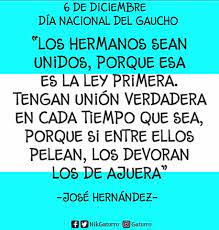 6 DE DICIEMBRE
DÍA NACIONAL DEL GAUCHO
"LOS HERMANOS SEAN
UNIDOS, PORQUE ESA
ES LA LEY PRIMERA.
TENGAN UNIÓN VERDADERA
EN CADA TIEMPO QUE SEA,
PORQUE SI ENTRE ELLOS
PELEAN, LOS DEVORAN
LOS DE AJUERA"
-JOSÉ HERNÁNDEZ-
NikGaturro Gaturro